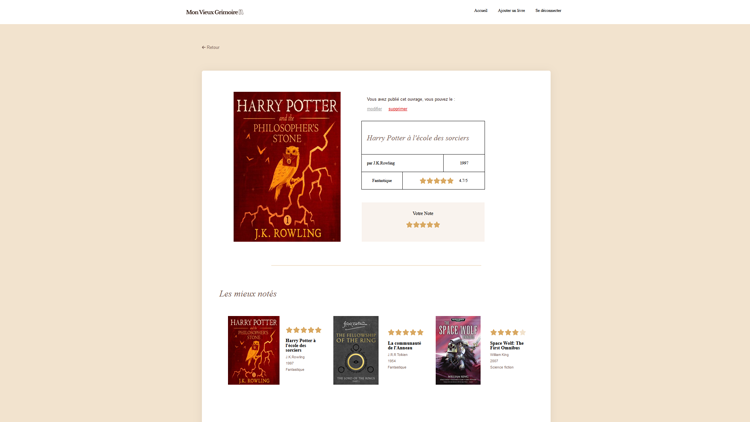 Mon Vieux Grimoire
Accueil
Ajouter un livre
Se déconnecter
← Retour
HARRY POTTER
and the
PHILOSOPHER'S
STONE
1
J.K. ROWLING
Vous avez publié cet ouvrage, vous pouvez le :
modifier
supprimer
Harry Potter à l'école des sorciers
par J.K.Rowling
1997
Fantastique
4.7/5
Votre Note
Les mieux notés
HARRY POTTER
and the
PHILOSOPHER'S
STONE
J.K. ROWLING
Harry Potter à
l'école des
sorciers
J.K.Rowling
1997
Fantastique
THE FELLOWSHIP
OF THE RING
La communauté
de l'Anneau
J.R.R Tolkien
1954
Fantastique
SPACE WOLF
Space Wolf: The
First Omnibus
William King
2007
Science fiction